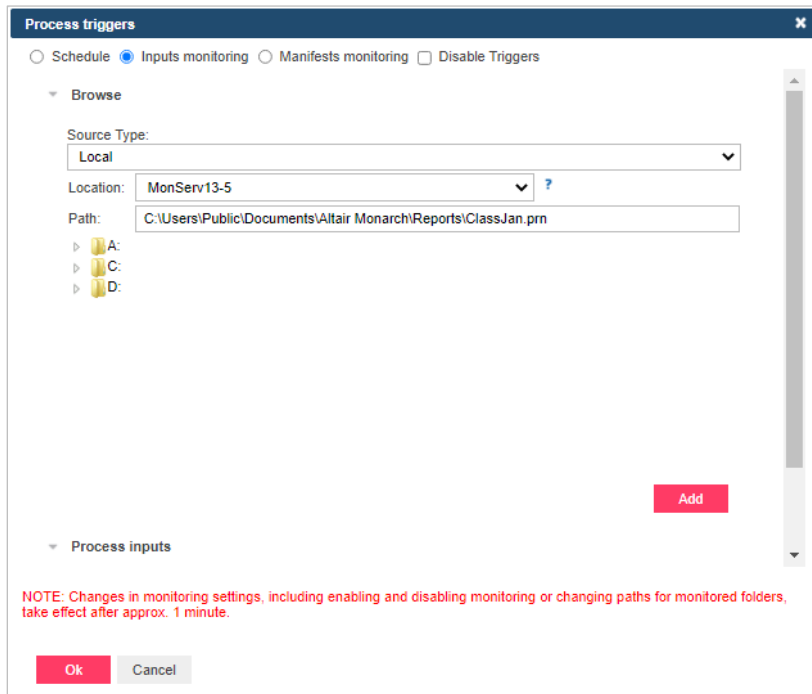 Process triggers
Schedule Inputs monitoring Manifests monitoring Disable Triggers
Browse
Source Type:
Local
Location: MonServ13-5 ?
Path: C:\Users\Public\Documents\Altair Monarch\Reports\ClassJan.prn
A:
C:
D:
Add
Process inputs
NOTE: Changes in monitoring settings, including enabling and disabling monitoring or changing paths for monitored folders,
take effect after approx. 1 minute.
Ok Cancel